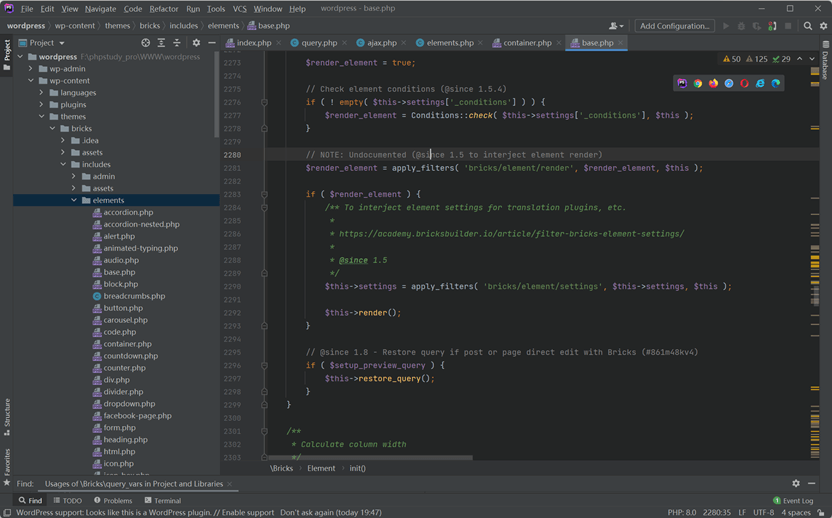 File Edit View Navigate Code Refactor Run Tools VCS Window Help wordpress - base.php
wordpress wp-content themes bricks includes elements base.php
Add Configuration...
Project
index.php query.php ajax.php elements.php container.php base.php
wordpress F:\phpstudy_pro\WWW\wordpress
wp-admin
wp-content
languages
plugins
themes
bricks
.idea
assets
includes
admin
assets
elements
accordion.php
accordion-nested.php
alert.php
animated-typing.php
audio.php
base.php
block.php
breadcrumbs.php
button.php
carousel.php
code.php
container.php
countdown.php
counter.php
div.php
divider.php
dropdown.php
facebook-page.php
form.php
heading.php
html.php
icon.php
50 125 29
2273 $render_element = true;
2274
2275 // Check element conditions (@since 1.5.4)
2276 if ( ! empty( $this->settings['_conditions'] ) ) {
2277 $render_element = Conditions::check( $this->settings['_conditions'], $this );
2278 }
2279
2280 // NOTE: Undocumented (@since 1.5 to interject element render)
2281 $render_element = apply_filters( 'bricks/element/render', $render_element, $this );
2282
2283 if ( $render_element ) {
2284 /** To interject element settings for translation plugins, etc.
2285 *
2286 * https://academy.bricksbuilder.io/article/filter-bricks-element-settings/
2287 *
2288 * @since 1.5
2289 */
2290 $this->settings = apply_filters( 'bricks/element/settings', $this->settings, $this );
2291
2292 $this->render();
2293 }
2294
2295 // @since 1.8 - Restore query if post or page direct edit with Bricks (#861m48kv4)
2296 if ( $setup_preview_query ) {
2297 $this->restore_query();
2298 }
2299 }
2300
2301 /**
2302 * Calculate column width
2303 */
\Bricks Element init()
Project
Structure
Favorites
Database
Find: Usages of \Bricks\query_vars in Project and Libraries
Find TODO Problems Terminal
1 Event Log
WordPress support: Looks like this is a WordPress plugin. // Enable support Don't ask again (today 19:47)
PHP: 8.0 2280:35 LF UTF-8 4 spaces